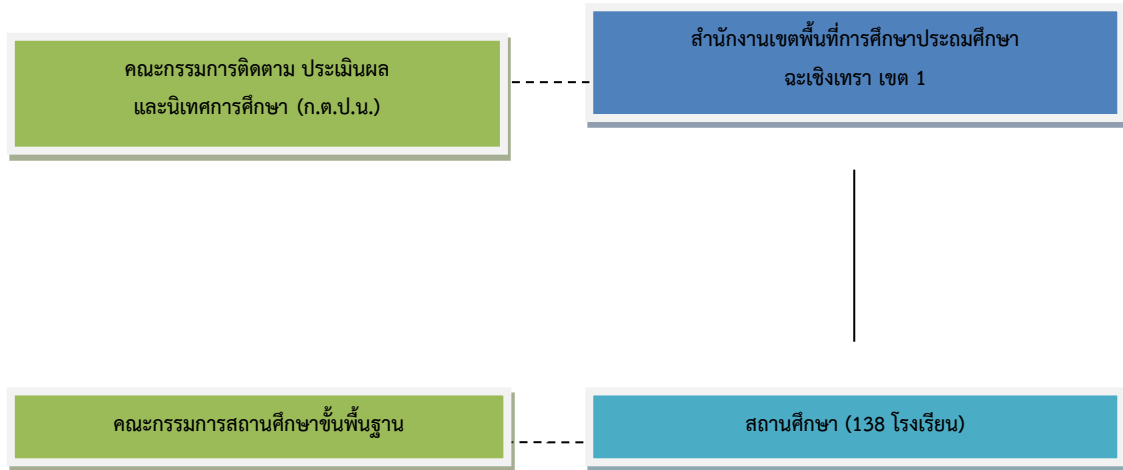 คณะกรรมการติดตาม ประเมินผล
และนิเทศการศึกษา (ก.ต.ป.น.)
สำนักงานเขตพื้นที่การศึกษาประถมศึกษา
ฉะเชิงเทรา เขต 1
คณะกรรมการสถานศึกษาขั้นพื้นฐาน
สถานศึกษา (138 โรงเรียน)